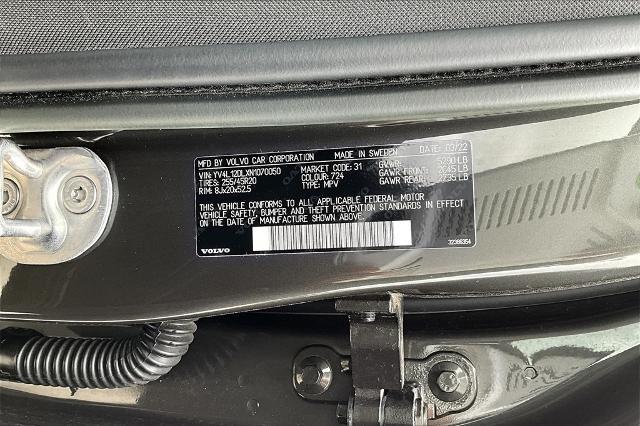 MFD BY VOLVO CAR CORPORATION MADE IN SWEDEN DATE: 03/22
VIN: YV4L12DLXN1070050 MARKET CODE: 31 GVWR: 5290 LB
TIRES: 255/45R20 COLOUR: 724 GAWR FRONT: 2645 LB
RIM: 8Jx20x52.5 TYPE: MPV GAWR REAR: 2735 LB
THIS VEHICLE CONFORMS TO ALL APPLICABLE FEDERAL MOTOR
VEHICLE SAFETY, BUMPER AND THEFT PREVENTION STANDARDS IN EFFECT
ON THE DATE OF MANUFACTURE SHOWN ABOVE.
VOLVO 32386354